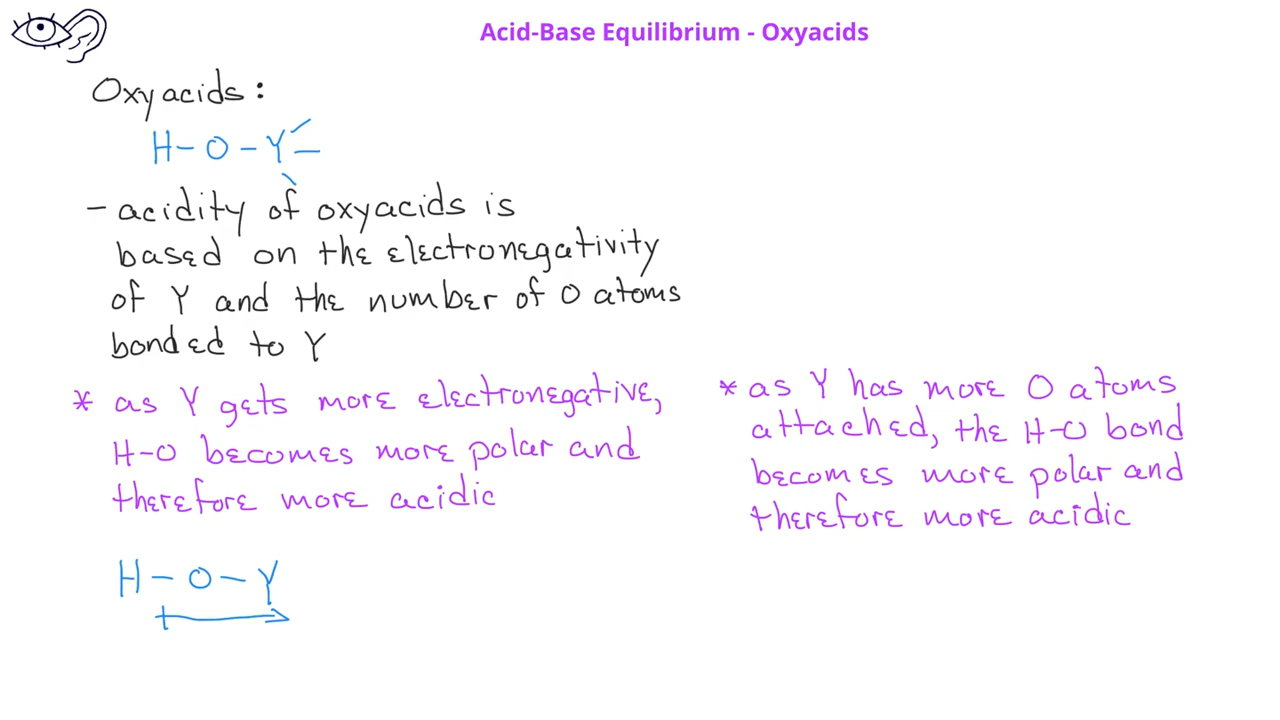 Acid-Base Equilibrium - Oxyacids
Oxyacids:
H-O-Y
- acidity of oxyacids is
based on the electronegativity
of Y and the number of O atoms
bonded to Y
* as Y gets more electronegative,
H-O becomes more polar and
therefore more acidic
* as Y has more O atoms
attached, the H-O bond
becomes more polar and
therefore more acidic
H-O-Y